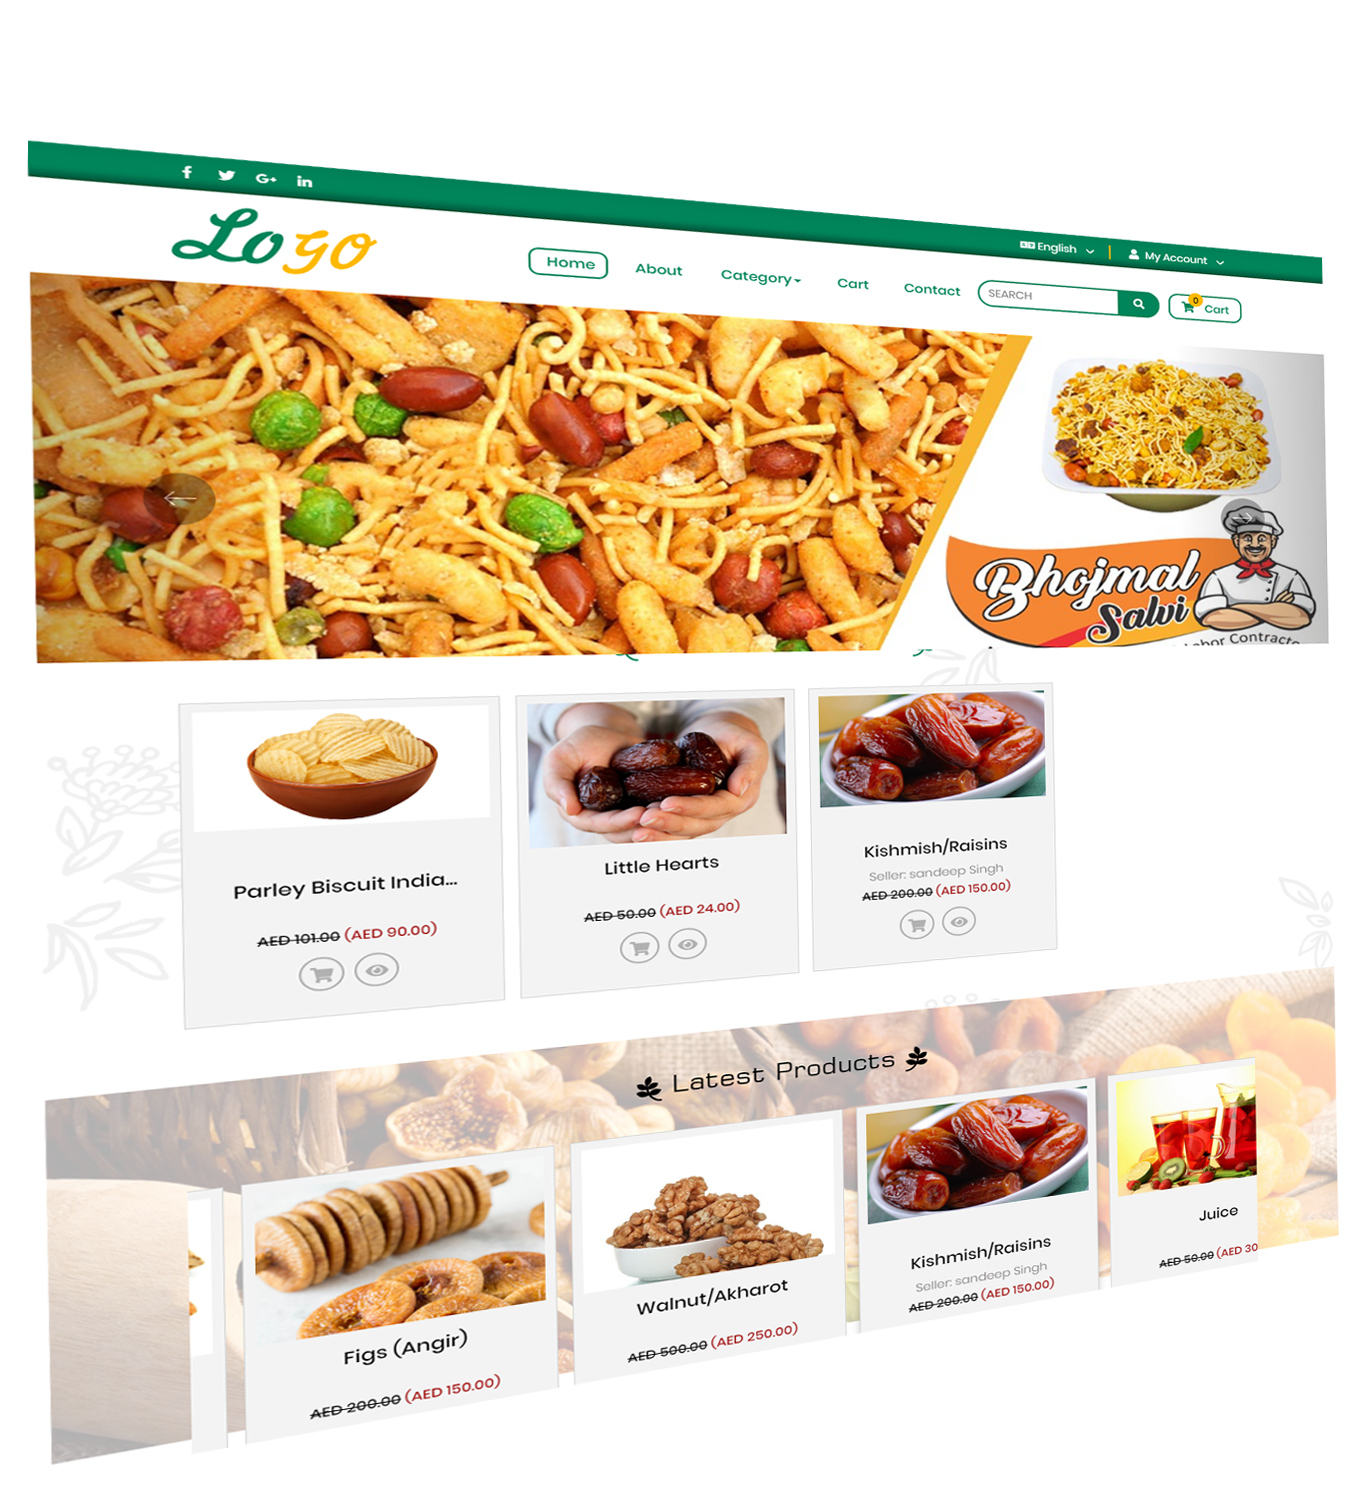 English
My Account
Logo
Home
About
Category
Cart
Contact
SEARCH
0
Cart
Bhojmal
Salvi
Labor Contracto
Parley Biscuit India...
AED 101.00 (AED 90.00)
Little Hearts
AED 50.00 (AED 24.00)
Kishmish/Raisins
Seller: sandeep Singh
AED 200.00 (AED 150.00)
Latest Products
Figs (Angir)
AED 200.00 (AED 150.00)
Walnut/Akharot
AED 500.00 (AED 250.00)
Kishmish/Raisins
Seller: sandeep Singh
AED 200.00 (AED 150.00)
Juice
AED 50.00 (AED 30